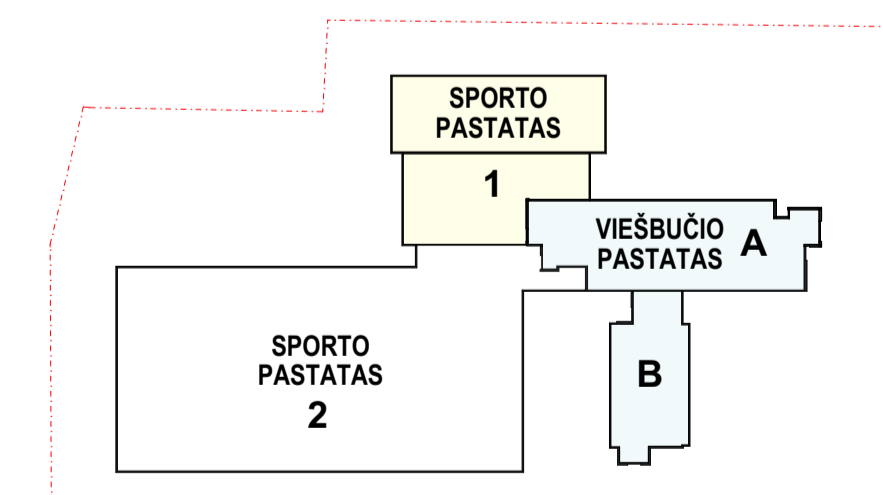 SPORTO
PASTATAS
1
VIEŠBUČIO
PASTATAS
A
SPORTO
PASTATAS
2
B